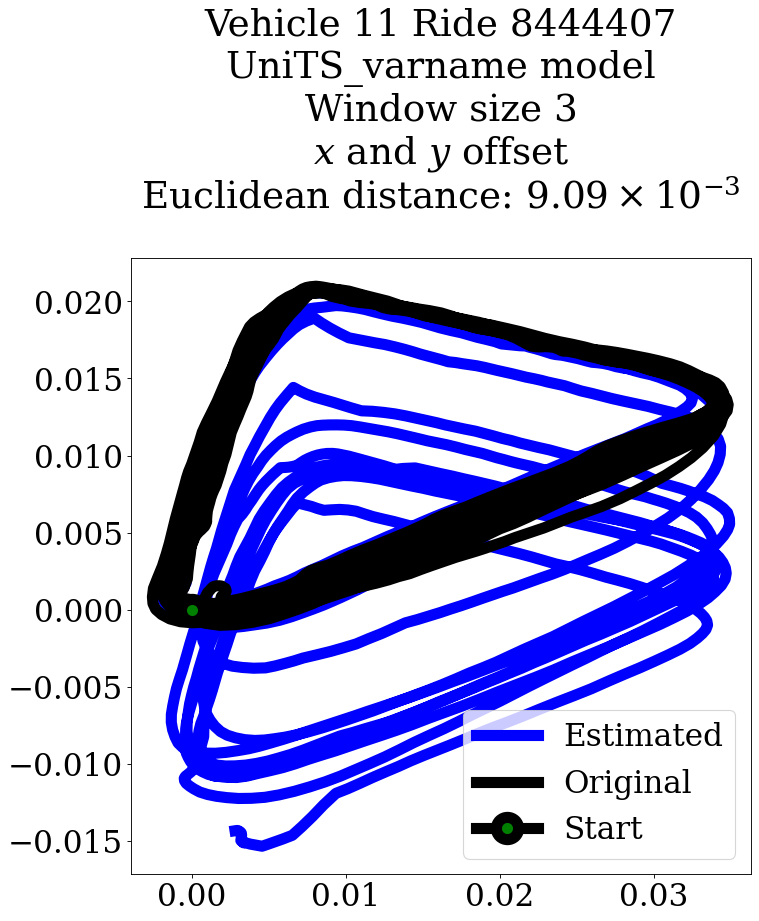 Vehicle 11 Ride 8444407
UniTS_varname model
Window size 3
x and y offset
Euclidean distance: 9.09 × 10⁻³
0.020
0.015
0.010
0.005
0.000
−0.005
−0.010
−0.015
Estimated
Original
Start
0.00 0.01 0.02 0.03